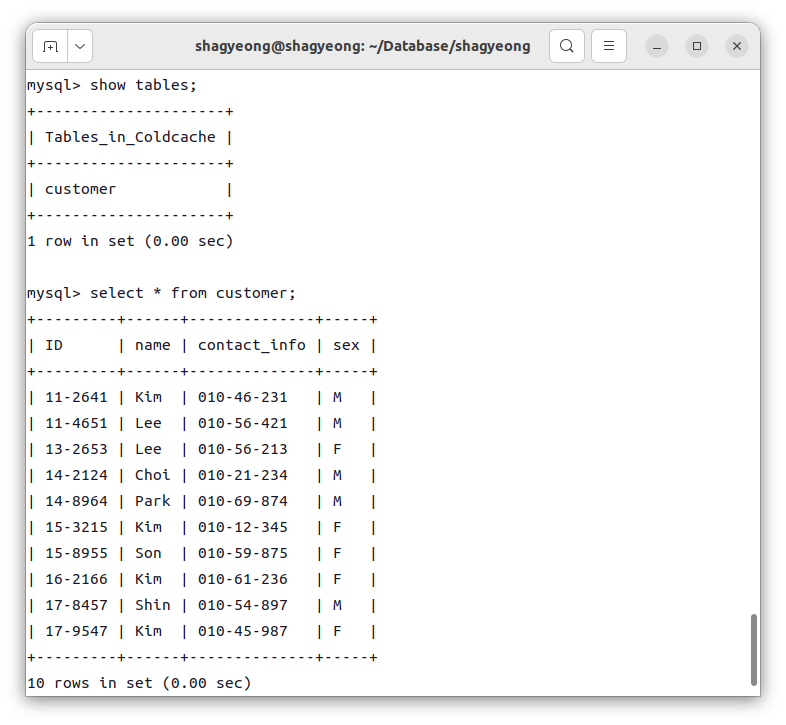 shagyeong@shagyeong: ~/Database/shagyeong
mysql> show tables;
+---------------------+
| Tables_in_Coldcache |
+---------------------+
| customer            |
+---------------------+
1 row in set (0.00 sec)

mysql> select * from customer;
+---------+------+--------------+-----+
| ID      | name | contact_info | sex |
+---------+------+--------------+-----+
| 11-2641 | Kim  | 010-46-231   | M   |
| 11-4651 | Lee  | 010-56-421   | M   |
| 13-2653 | Lee  | 010-56-213   | F   |
| 14-2124 | Choi | 010-21-234   | M   |
| 14-8964 | Park | 010-69-874   | M   |
| 15-3215 | Kim  | 010-12-345   | F   |
| 15-8955 | Son  | 010-59-875   | F   |
| 16-2166 | Kim  | 010-61-236   | F   |
| 17-8457 | Shin | 010-54-897   | M   |
| 17-9547 | Kim  | 010-45-987   | F   |
+---------+------+--------------+-----+
10 rows in set (0.00 sec)